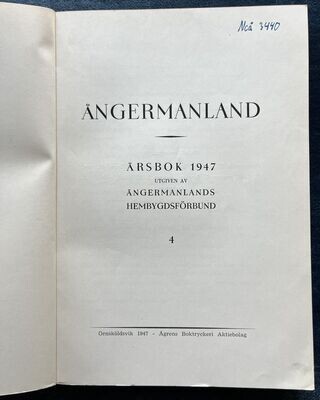 Ncå 3440
ÅNGERMANLAND
ÅRSBOK 1947
UTGIVEN AV
ÅNGERMANLANDS
HEMBYGDSFÖRBUND
4
Örnsköldsvik 1947 - Ågrens Boktryckeri Aktiebolag